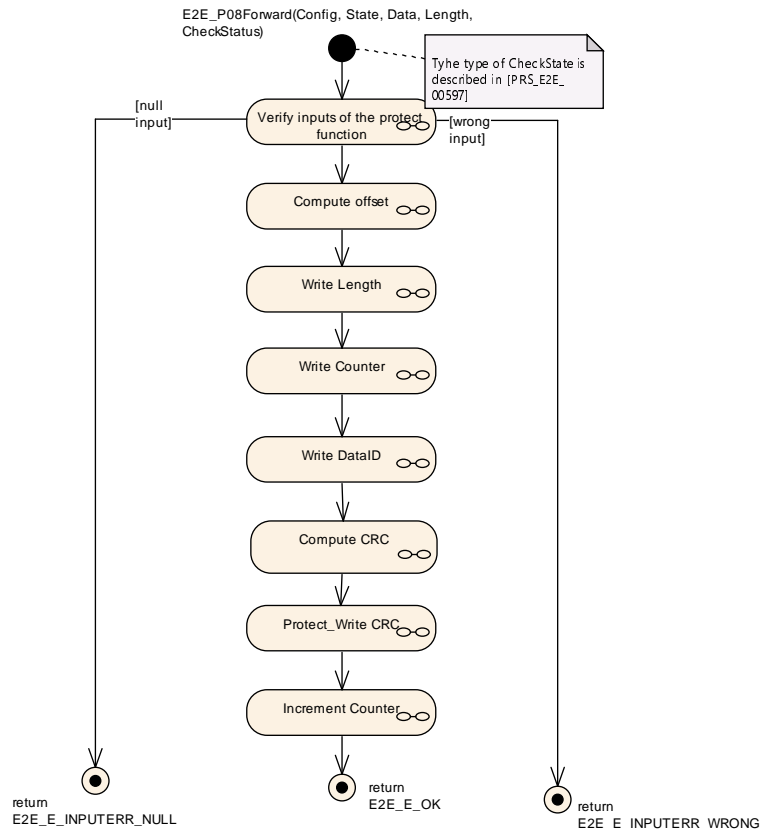 E2E_P08Forward(Config, State, Data, Length,
CheckStatus)
Tyhe type of CheckState is
described in [PRS_E2E_
00597]
[null
input]
Verify inputs of the protect
function
[wrong
input]
Compute offset
Write Length
Write Counter
Write DataID
Compute CRC
Protect_Write CRC
Increment Counter
return
E2E_E_INPUTERR_NULL
return
E2E_E_OK
return
E2E_E_INPUTERR_WRONG